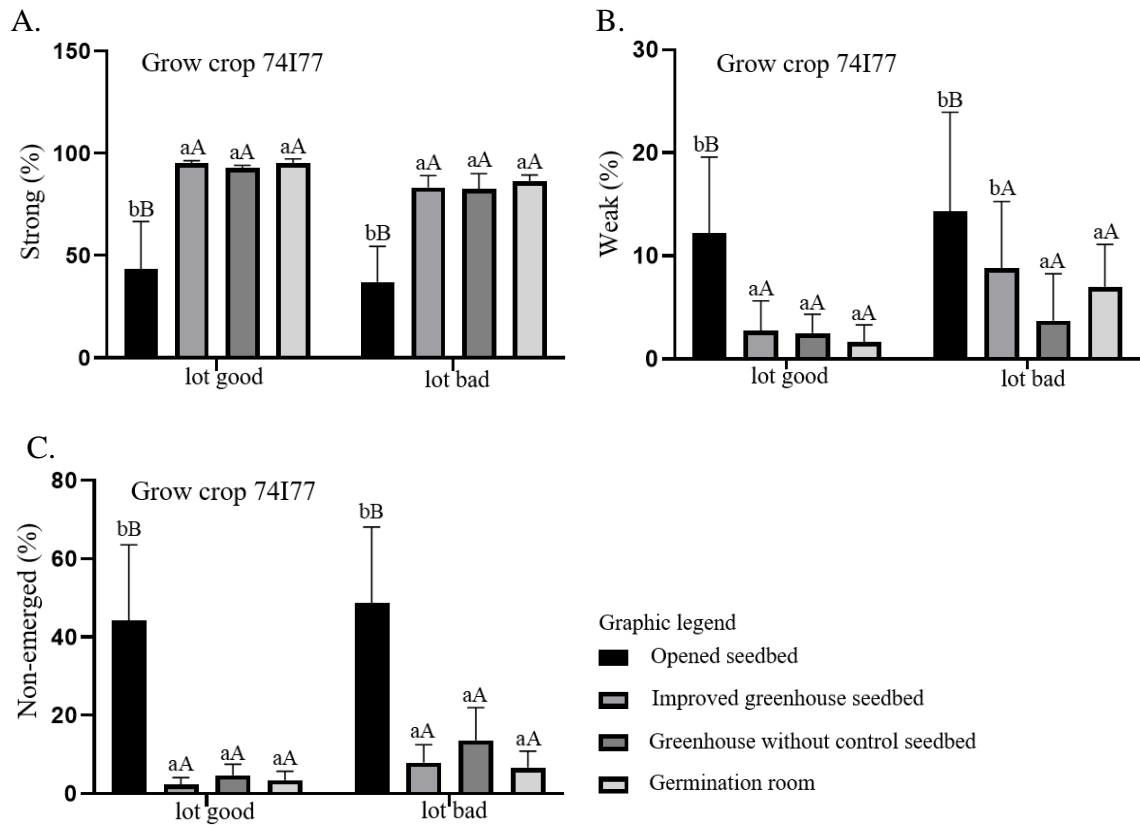 A.
Grow crop 74I77
Strong (%)
150
100
50
0
bB
aA
aA
aA
bB
aA
aA
aA
lot good
lot bad
B.
Grow crop 74I77
Weak (%)
30
20
10
0
bB
aA
aA
aA
bB
bA
aA
aA
lot good
lot bad
C.
Grow crop 74I77
Non-emerged (%)
80
60
40
20
0
bB
aA
aA
aA
bB
aA
aA
aA
lot good
lot bad
Graphic legend
Opened seedbed
Improved greenhouse seedbed
Greenhouse without control seedbed
Germination room